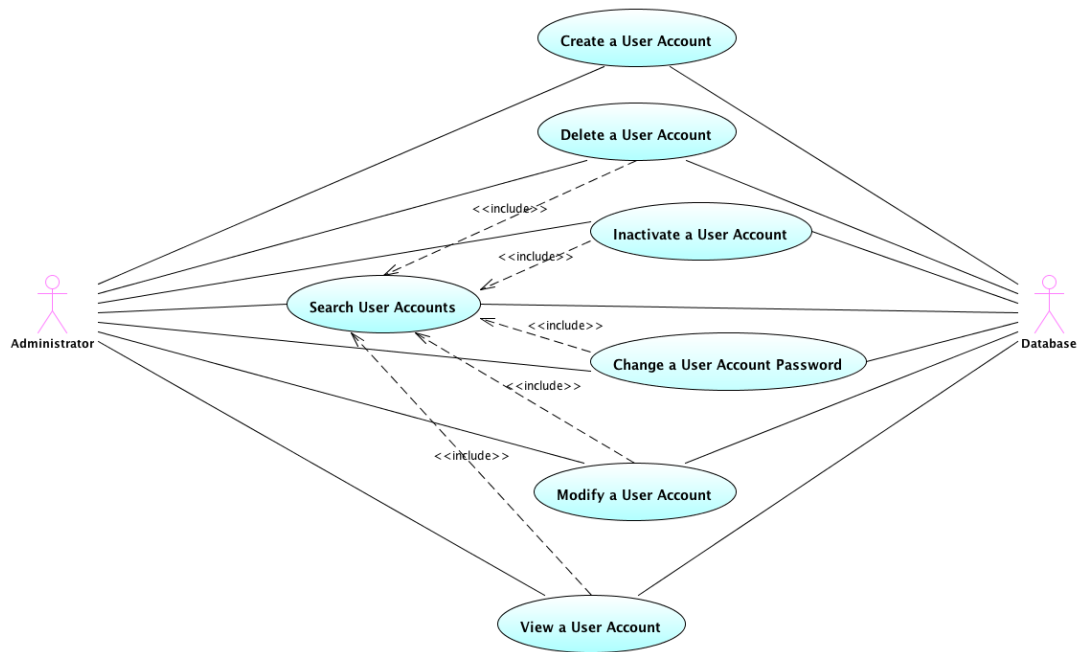 Create a User Account
Delete a User Account
<<include>>
Inactivate a User Account
<<include>>
Search User Accounts
<<include>>
Administrator
Database
Change a User Account Password
<<include>>
<<include>>
Modify a User Account
View a User Account